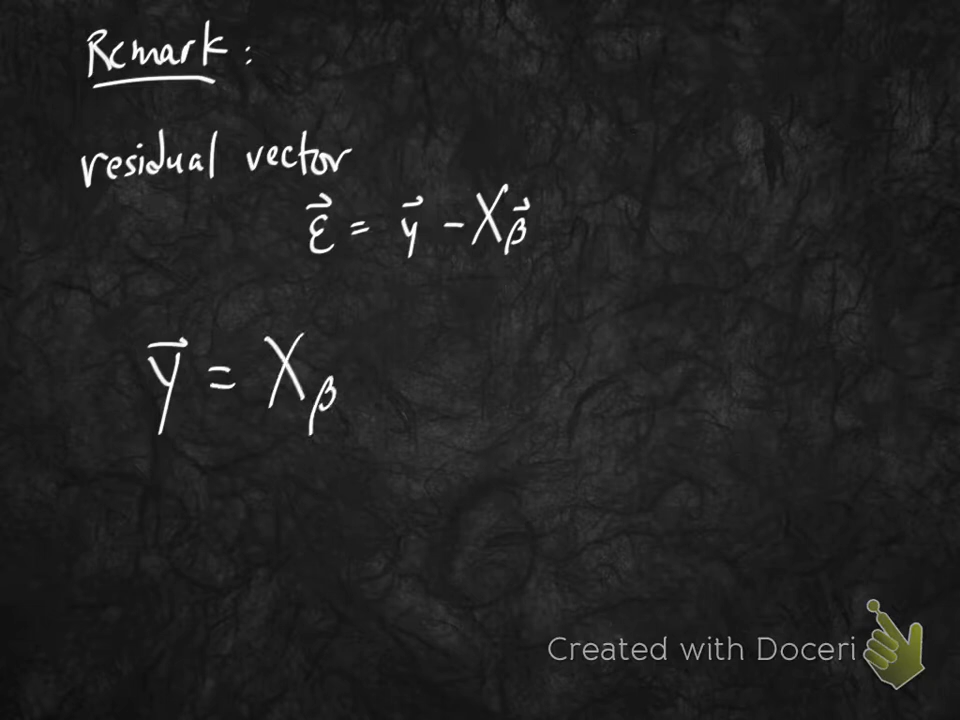 Remark:
residual vector
ε⃗ = y⃗ - Xβ⃗
y⃗ = Xβ
Created with Doceri